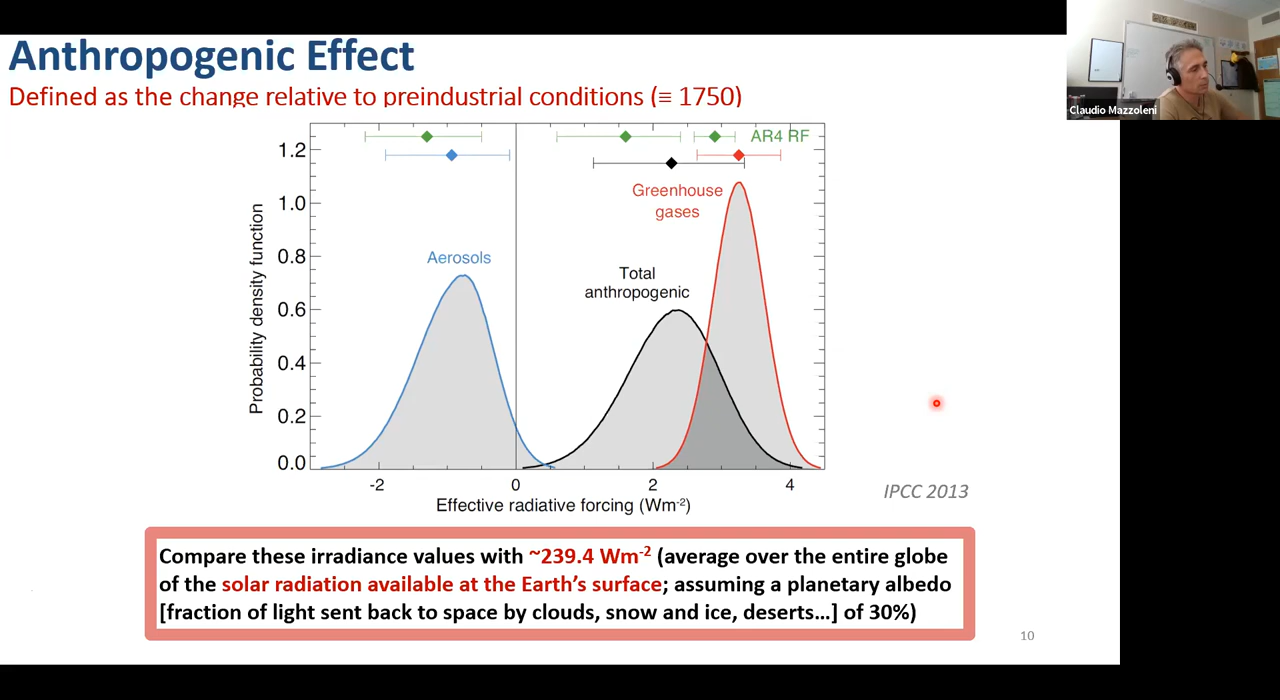 Anthropogenic Effect
Defined as the change relative to preindustrial conditions (≡ 1750)
Claudio Mazzoleni
AR4 RF
Greenhouse
gases
Aerosols
Total
anthropogenic
Probability density function
1.2
1.0
0.8
0.6
0.4
0.2
0.0
-2 0 2 4
Effective radiative forcing (Wm-2)
IPCC 2013
Compare these irradiance values with ~239.4 Wm-2 (average over the entire globe
of the solar radiation available at the Earth's surface; assuming a planetary albedo
[fraction of light sent back to space by clouds, snow and ice, deserts…] of 30%)
10